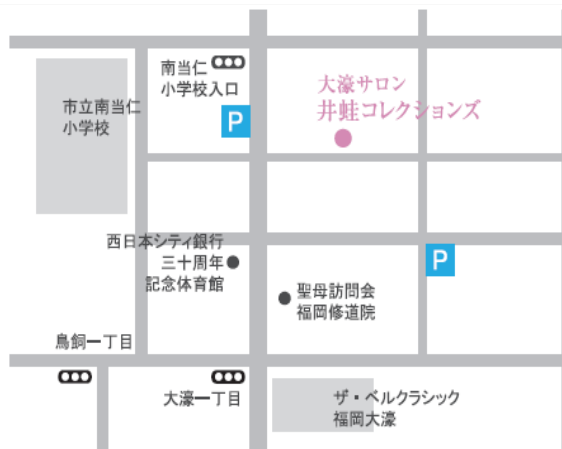 南当仁
小学校入口
大濠サロン
井蛙コレクションズ
市立南当仁
小学校
P
西日本シティ銀行
三十周年
記念体育館
P
聖母訪問会
福岡修道院
鳥飼一丁目
大濠一丁目
ザ・ベルクラシック
福岡大濠